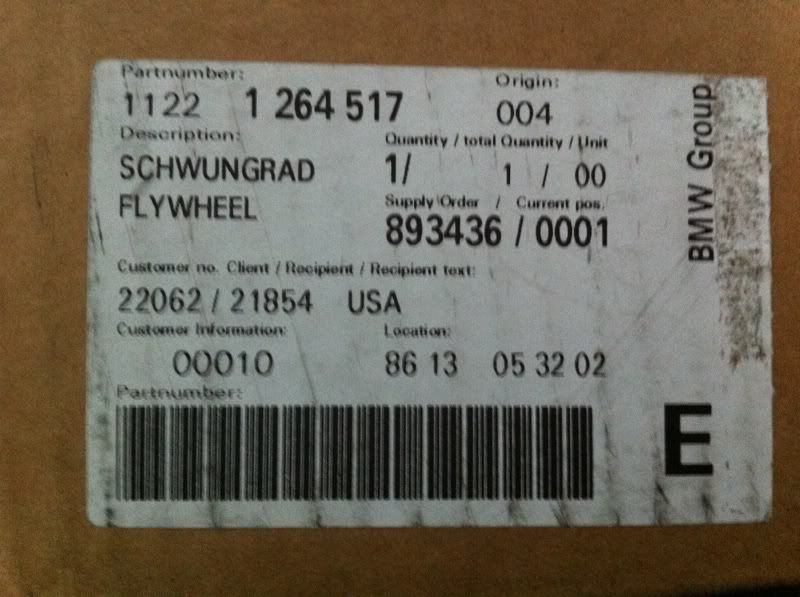 Partnumber:
Origin:
1122 1 264 517
004
Description:
Quantity / total Quantity / Unit
SCHWUNGRAD
1/ 1 / 00
FLYWHEEL
Supply Order / Current pos.
893436 / 0001
Customer no. Client / Recipient / Recipient text:
22062 / 21854 USA
Customer Information:
Location:
00010
86 13 05 32 02
Partnumber:
E
BMW Group